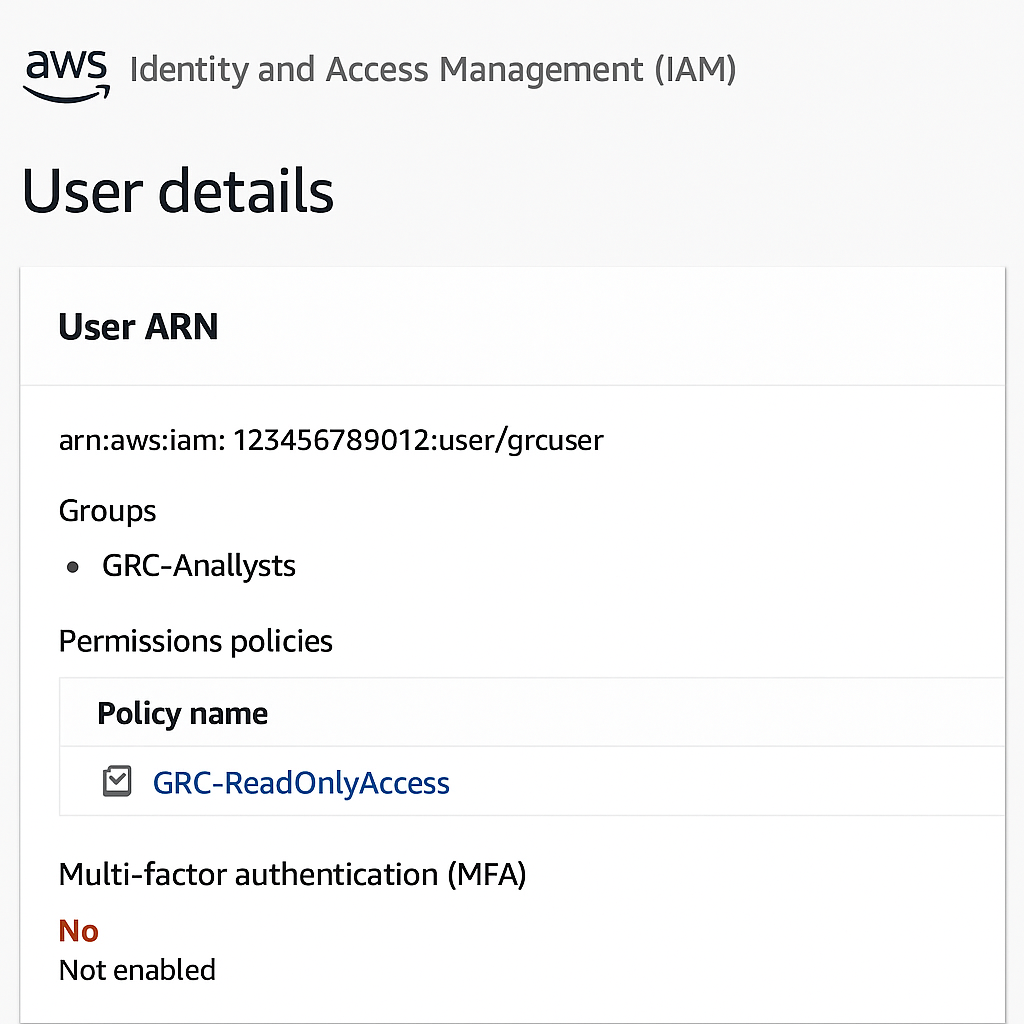 aws Identity and Access Management (IAM)
User details
User ARN
arn:aws:iam: 123456789012:user/grcuser
Groups
• GRC-Anallysts
Permissions policies
Policy name
GRC-ReadOnlyAccess
Multi-factor authentication (MFA)
No
Not enabled